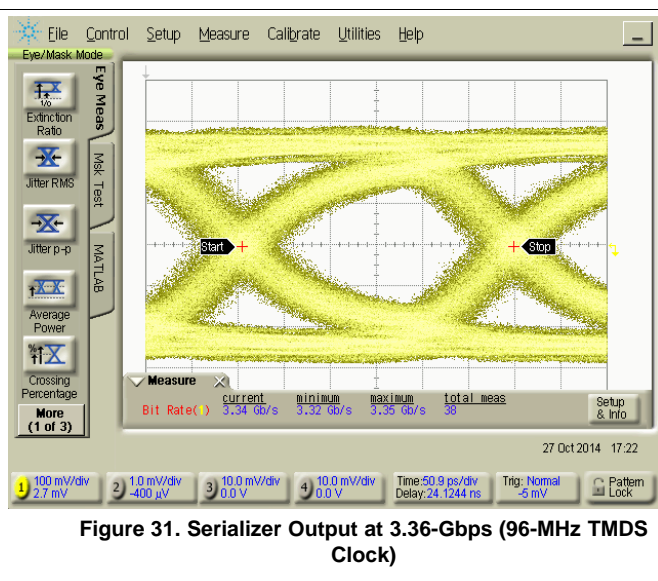 File Control Setup Measure Calibrate Utilities Help
Eye/Mask Mode
Eye Meas
Msk Test
MATLAB
1/0
Extinction
Ratio
Jitter RMS
Jitter p-p
Average
Power
Crossing
Percentage
More
(1 of 3)
Start
Stop
Measure
current minimum maximum total meas
Bit Rate(1) 3.34 Gb/s 3.32 Gb/s 3.35 Gb/s 38
Setup
& Info
27 Oct 2014 17:22
1 100 mV/div
2.7 mV
2 1.0 mV/div
-400 µV
3 10.0 mV/div
0.0 V
4 10.0 mV/div
0.0 V
Time:50.9 ps/div
Delay:24.1244 ns
Trig: Normal
-5 mV
Pattern
Lock
Figure 31. Serializer Output at 3.36-Gbps (96-MHz TMDS
Clock)